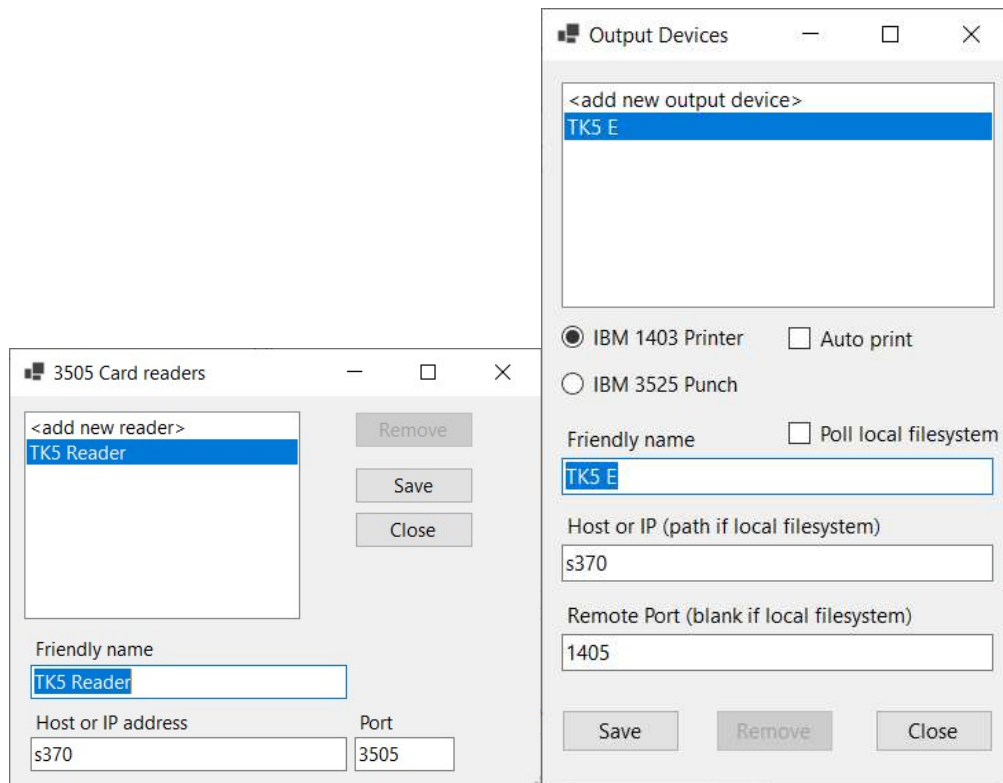 3505 Card readers
<add new reader>
TK5 Reader
Remove
Save
Close
Friendly name
TK5 Reader
Host or IP address Port
s370 3505
Output Devices
<add new output device>
TK5 E
IBM 1403 Printer Auto print
IBM 3525 Punch
Friendly name Poll local filesystem
TK5 E
Host or IP (path if local filesystem)
s370
Remote Port (blank if local filesystem)
1405
Save Remove Close